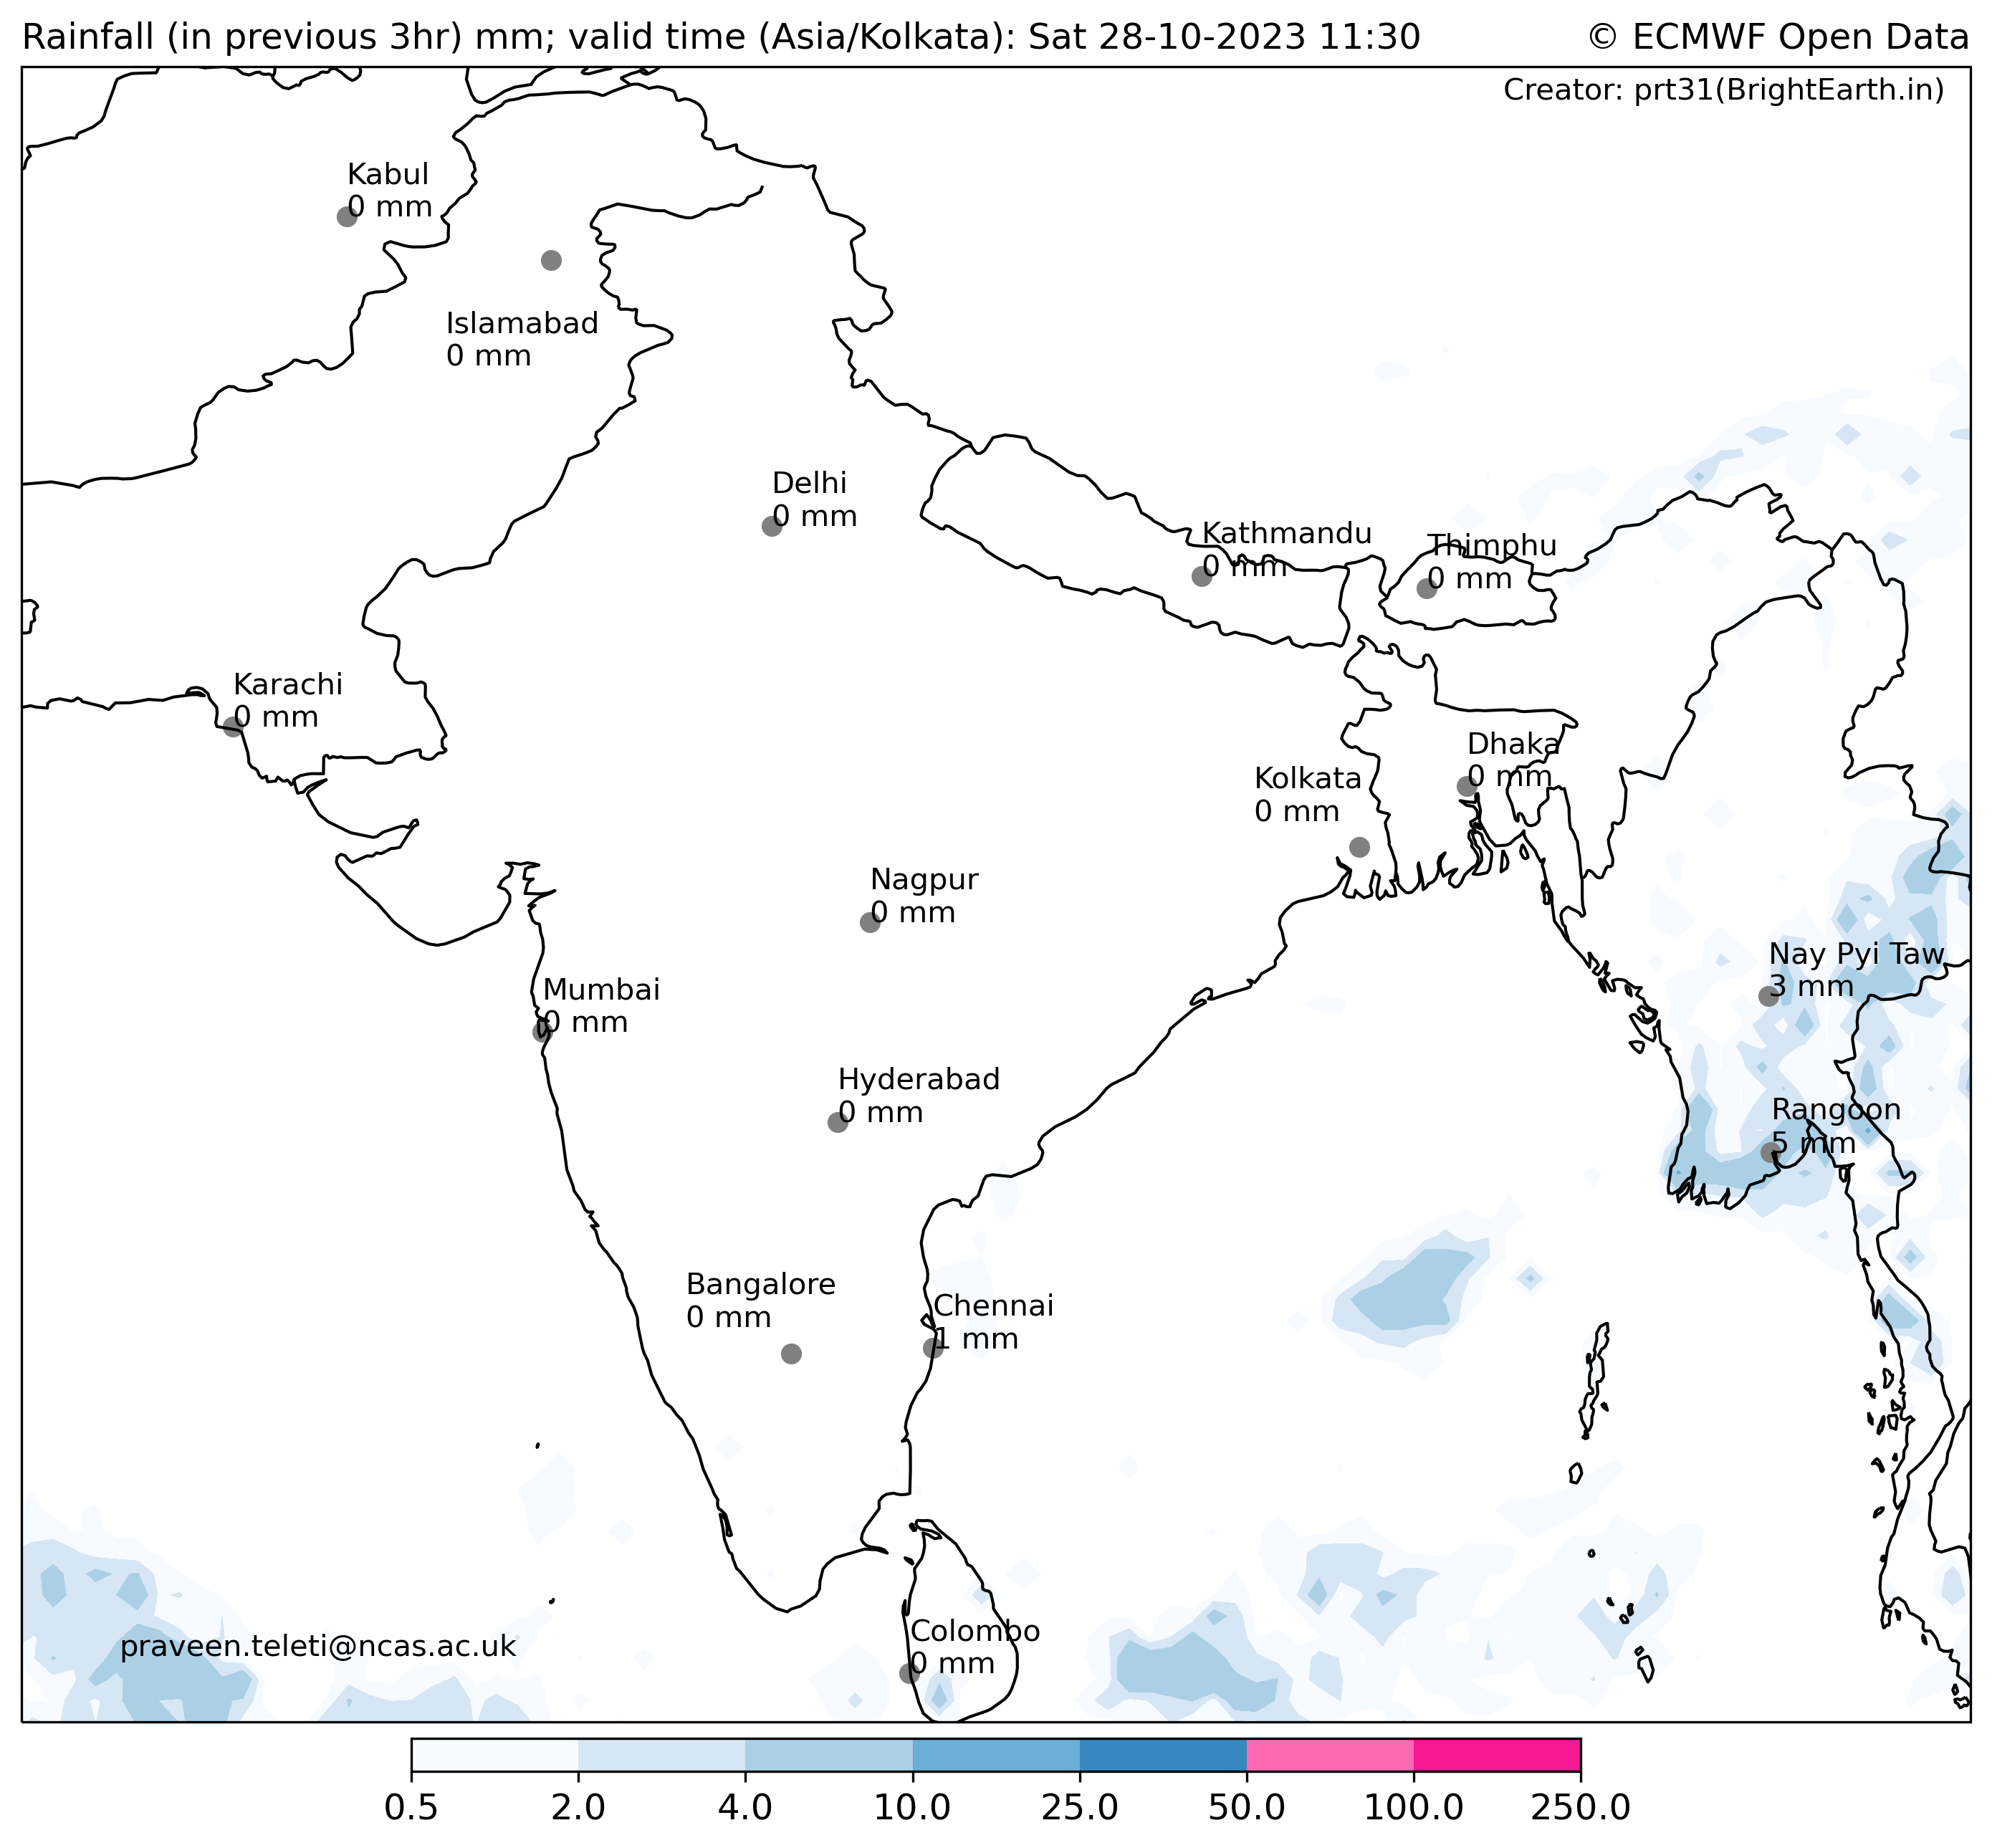 Rainfall (in previous 3hr) mm; valid time (Asia/Kolkata): Sat 28-10-2023 11:30
© ECMWF Open Data
Creator: prt31(BrightEarth.in)
Kabul
0 mm
Islamabad
0 mm
Delhi
0 mm
Kathmandu
0 mm
Thimphu
0 mm
Karachi
0 mm
Dhaka
0 mm
Kolkata
0 mm
Nagpur
0 mm
Nay Pyi Taw
3 mm
Mumbai
0 mm
Hyderabad
0 mm
Rangoon
5 mm
Bangalore
0 mm
Chennai
1 mm
Colombo
0 mm
praveen.teleti@ncas.ac.uk
0.5 2.0 4.0 10.0 25.0 50.0 100.0 250.0